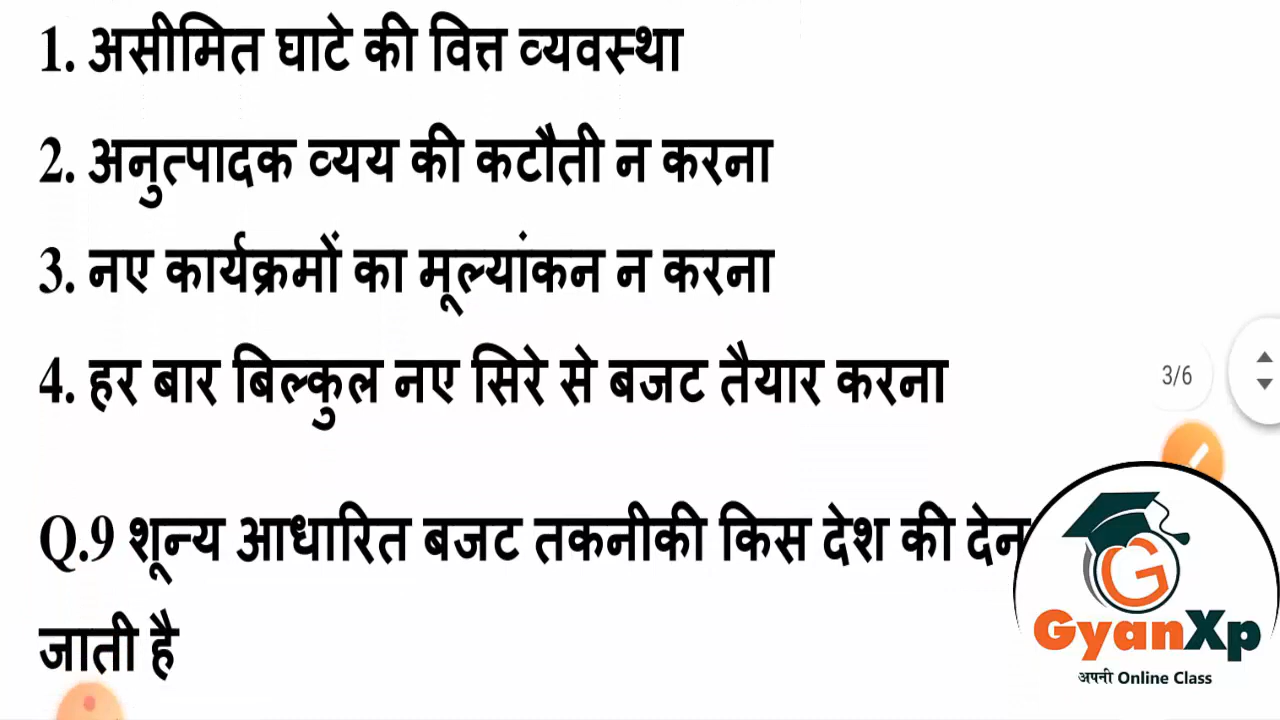 1. असीमित घाटे की वित्त व्यवस्था
2. अनुत्पादक व्यय की कटौती न करना
3. नए कार्यक्रमों का मूल्यांकन न करना
4. हर बार बिल्कुल नए सिरे से बजट तैयार करना
3/6
Q.9 शून्य आधारित बजट तकनीकी किस देश की देन
जाती है
G
GyanXp
अपनी Online Class